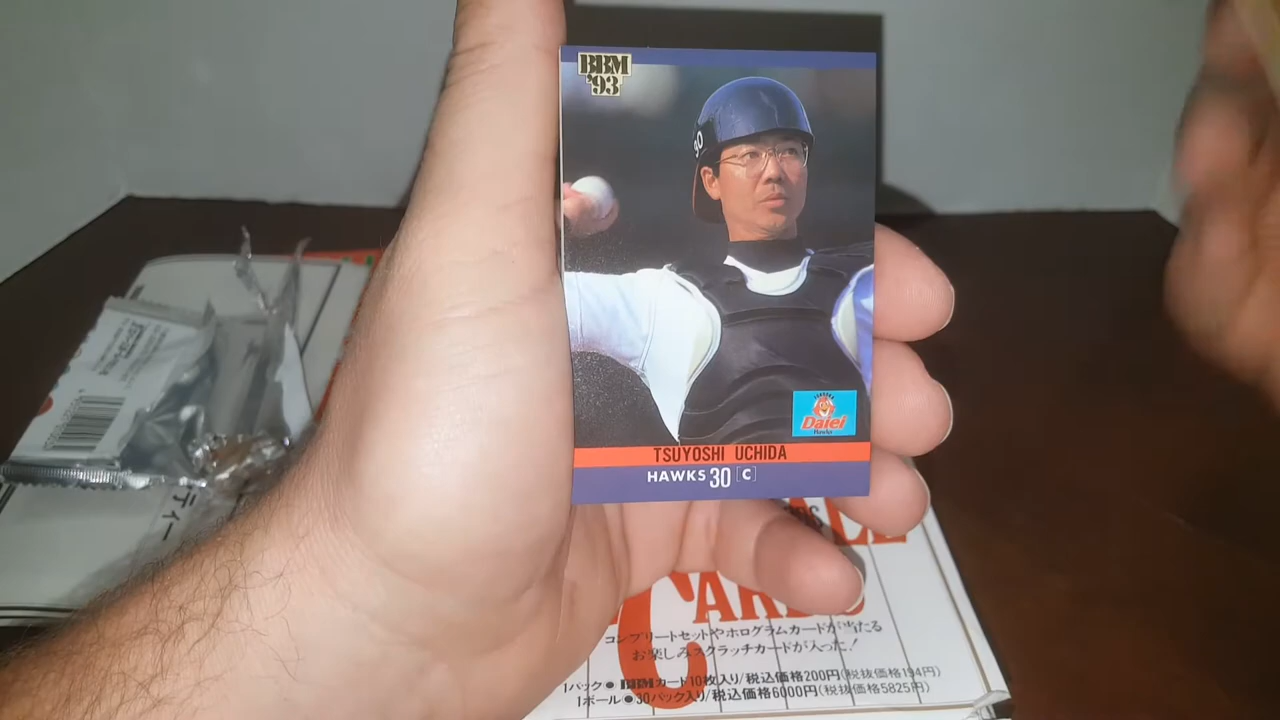 BBM
'93
30
Daiei
Hawks
TSUYOSHI UCHIDA
HAWKS 30 [C]
ティー
CARDS
コンプリートセットやホログラムカードが当たる
お楽しみスクラッチカードが入った!
1パック●BBMカード10枚入り/税込価格200円(税抜価格194円)
1ボール●30パック入り/税込価格6000円(税抜価格5825円)